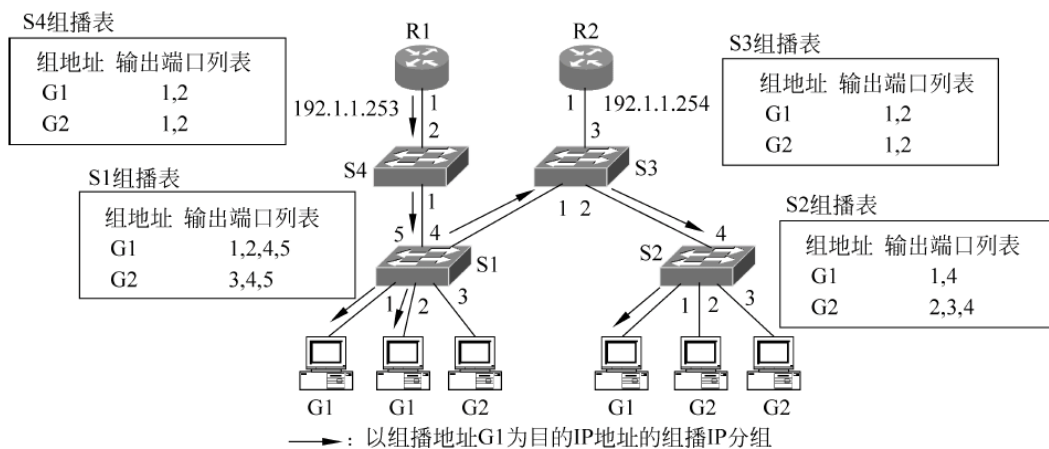 S4组播表
组地址 输出端口列表
G1 1,2
G2 1,2
R1
R2
S3组播表
组地址 输出端口列表
G1 1,2
G2 1,2
1
192.1.1.253
1
192.1.1.254
2
3
S4
S3
1
1 2
S1组播表
组地址 输出端口列表
G1 1,2,4,5
G2 3,4,5
5
4
S1
S2
4
S2组播表
组地址 输出端口列表
G1 1,4
G2 2,3,4
1
2
3
1
2
3
G1
G1
G2
G1
G2
G2
：以组播地址G1为目的IP地址的组播IP分组